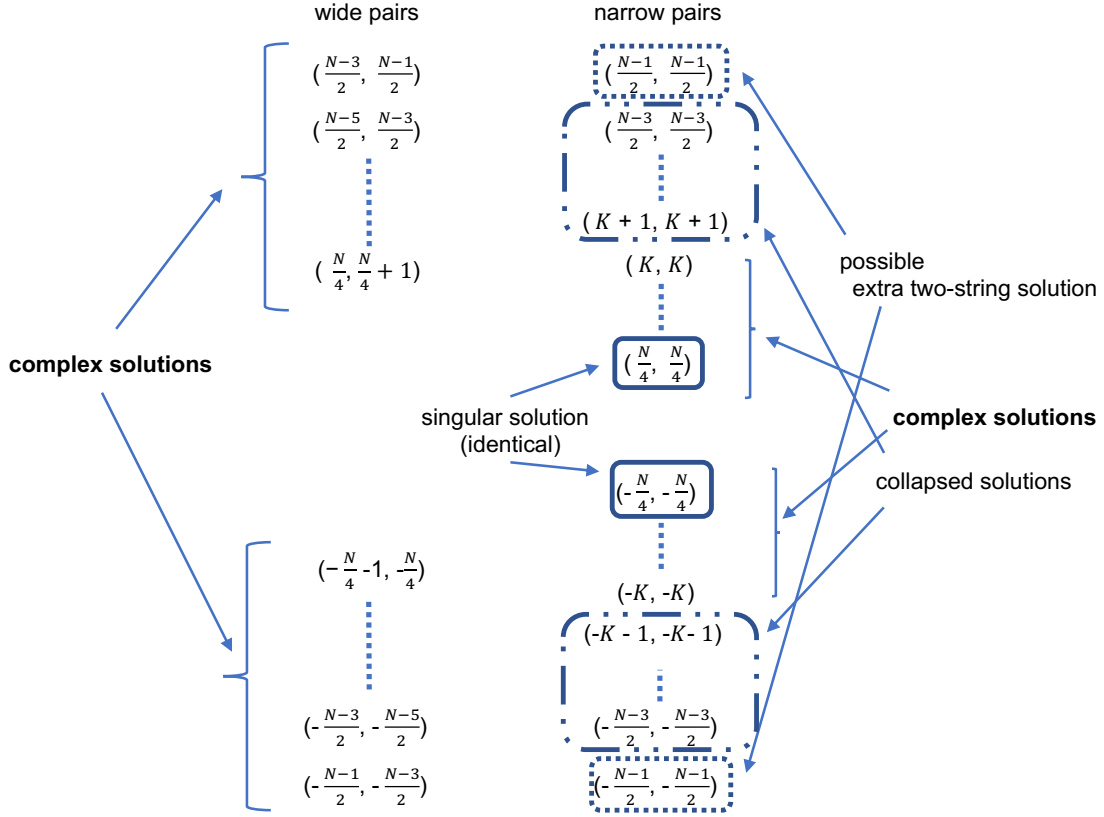 wide pairs
narrow pairs
( N−3/2, N−1/2)
( N−1/2, N−1/2)
( N−5/2, N−3/2)
( N−3/2, N−3/2)
( K + 1, K + 1)
( N/4, N/4 + 1)
( K, K)
possible
extra two-string solution
complex solutions
( N/4, N/4)
singular solution
(identical)
complex solutions
(- N/4, - N/4)
collapsed solutions
(− N/4 -1, - N/4)
(-K, -K)
(-K - 1, -K- 1)
(- N−3/2, - N−5/2)
(- N−3/2, - N−3/2)
(- N−1/2, - N−3/2)
(- N−1/2, - N−1/2)